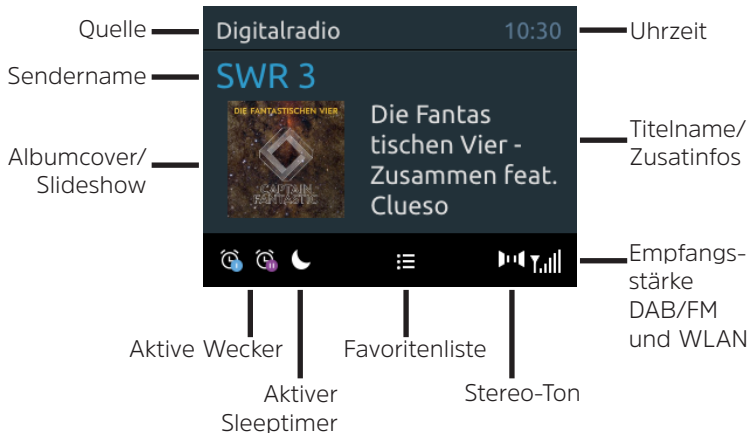 Quelle
Digitalradio
10:30
Uhrzeit
Sendername
SWR 3
Albumcover/
Slideshow
DIE FANTASTISCHEN VIER
CAPTAIN
FANTASTIC
Die Fantas
tischen Vier -
Zusammen feat.
Clueso
Titelname/
Zusatinfos
Empfangs-
stärke
DAB/FM
und WLAN
Aktive Wecker
Favoritenliste
Aktiver
Sleeptimer
Stereo-Ton